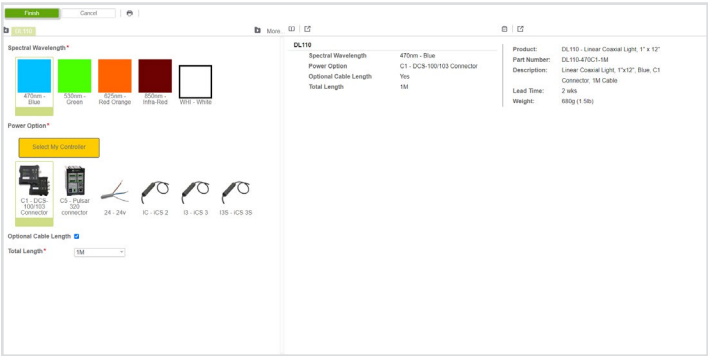 Finish Cancel
DL110 More
Spectral Wavelength*
470nm - Blue
530nm - Green
625nm - Red Orange
850nm - Infra-Red
WHI - White
Power Option*
Select My Controller
C1 - DCS-100/103 Connector
C5 - Pulsar 320 connector
24 - 24v
IC - iCS 2
I3 - iCS 3
I3S - iCS 3S
Optional Cable Length
Total Length* 1M
DL110
Spectral Wavelength 470nm - Blue
Power Option C1 - DCS-100/103 Connector
Optional Cable Length Yes
Total Length 1M
Product: DL110 - Linear Coaxial Light, 1" x 12"
Part Number: DL110-470C1-1M
Description: Linear Coaxial Light, 1"x12", Blue, C1
Connector, 1M Cable
Lead Time: 2 wks
Weight: 680g (1.5lb)